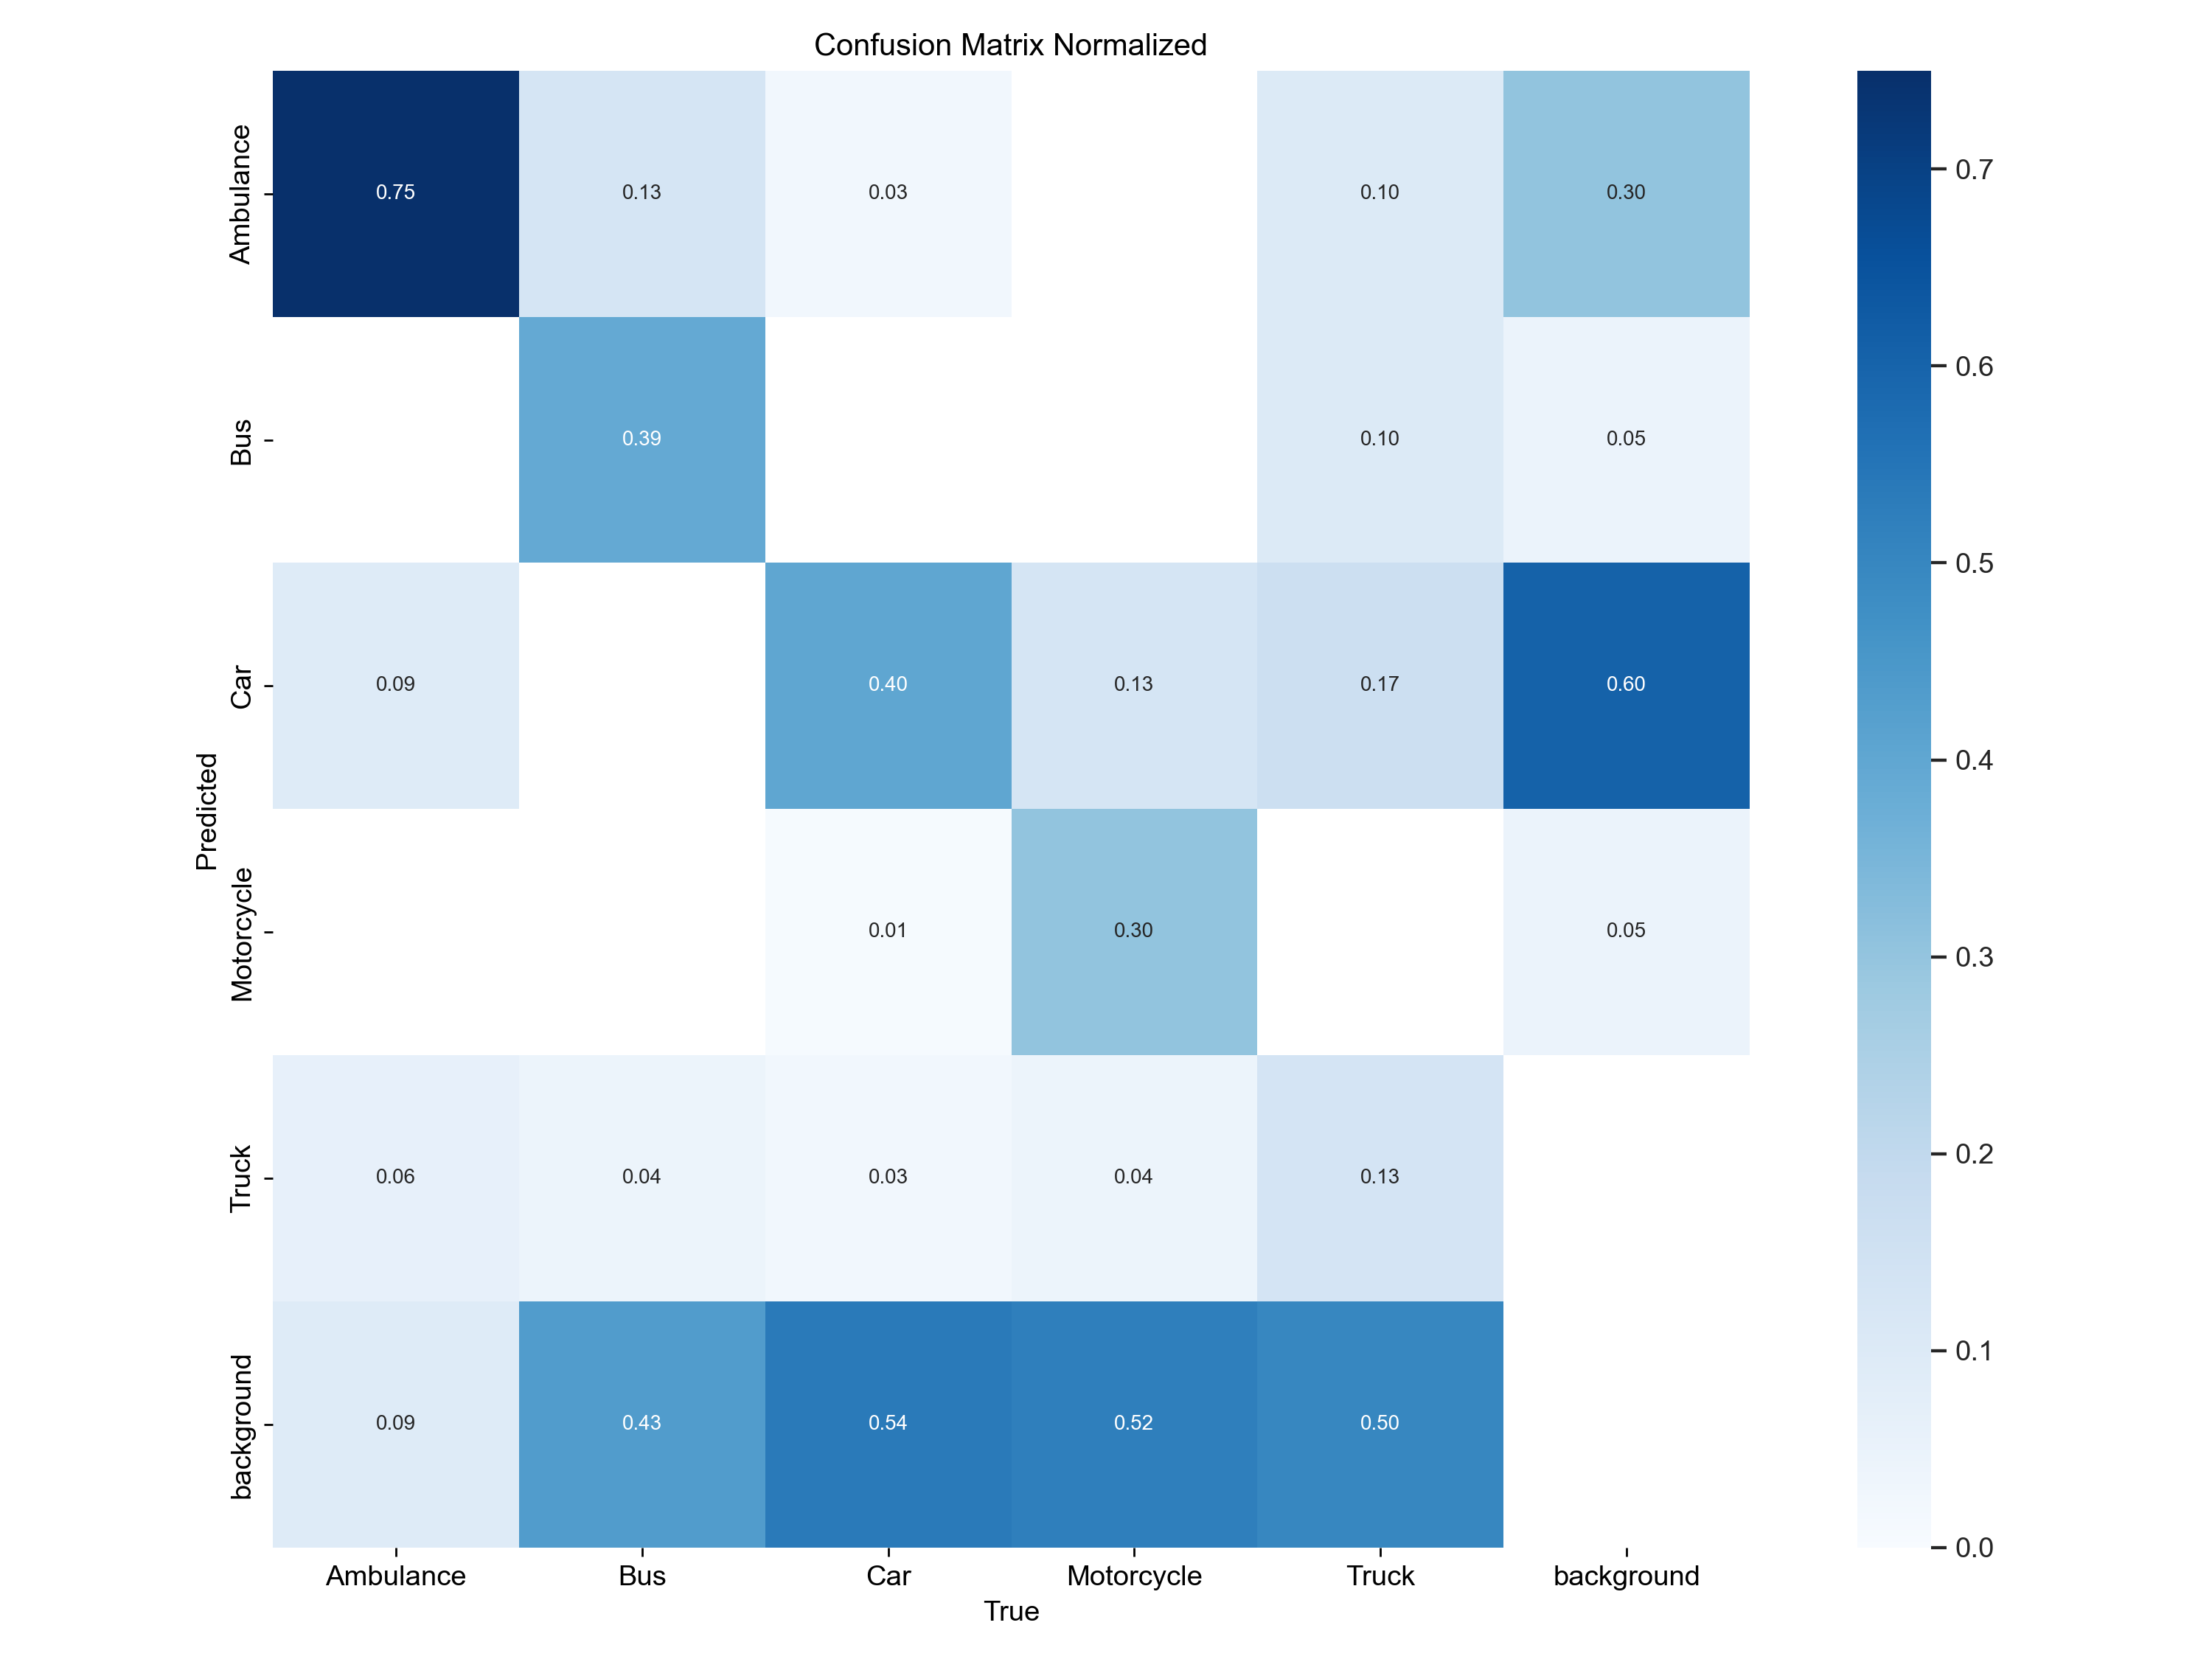 Confusion Matrix Normalized
Ambulance 0.75 0.13 0.03 0.10 0.30
Bus 0.39 0.10 0.05
Car 0.09 0.40 0.13 0.17 0.60
Motorcycle 0.01 0.30 0.05
Truck 0.06 0.04 0.03 0.04 0.13
background 0.09 0.43 0.54 0.52 0.50
Predicted
Ambulance Bus Car Motorcycle Truck background
True
0.7
0.6
0.5
0.4
0.3
0.2
0.1
0.0